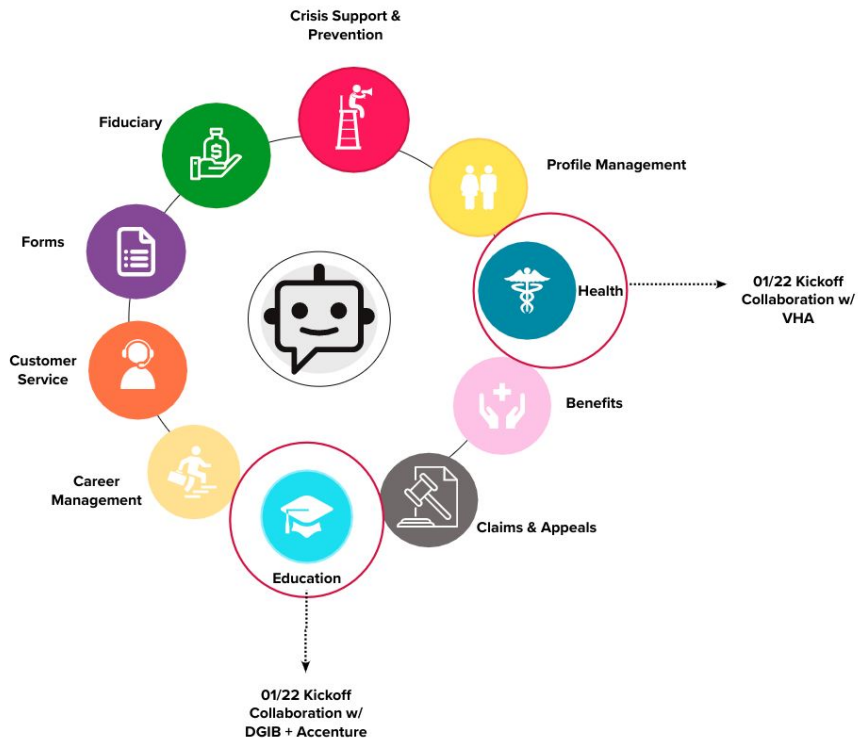 Crisis Support &
Prevention
Fiduciary
Profile Management
Forms
Health
01/22 Kickoff
Collaboration w/
VHA
Customer
Service
Benefits
Career
Management
Claims & Appeals
Education
01/22 Kickoff
Collaboration w/
DGIB + Accenture